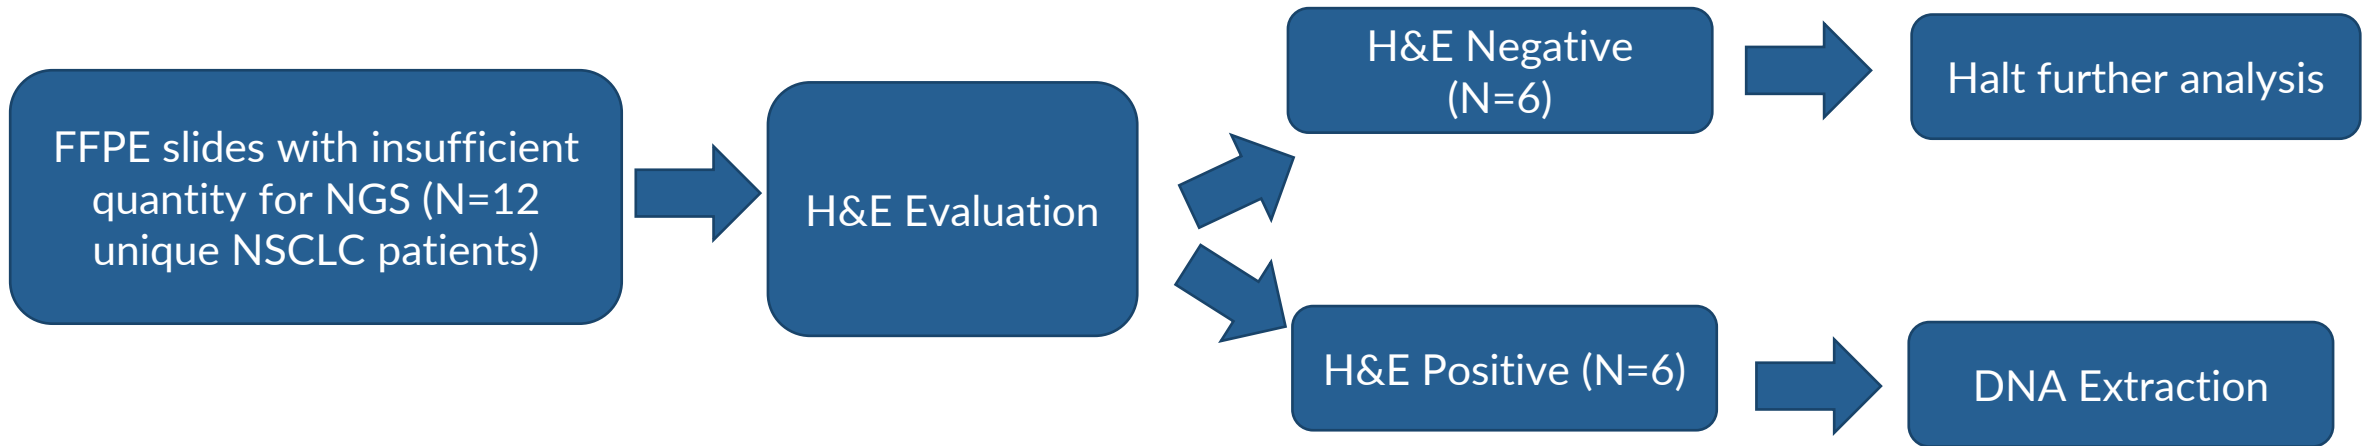 FFPE slides with insufficient
quantity for NGS (N=12
unique NSCLC patients)
H&E Evaluation
H&E Negative
(N=6)
Halt further analysis
H&E Positive (N=6)
DNA Extraction